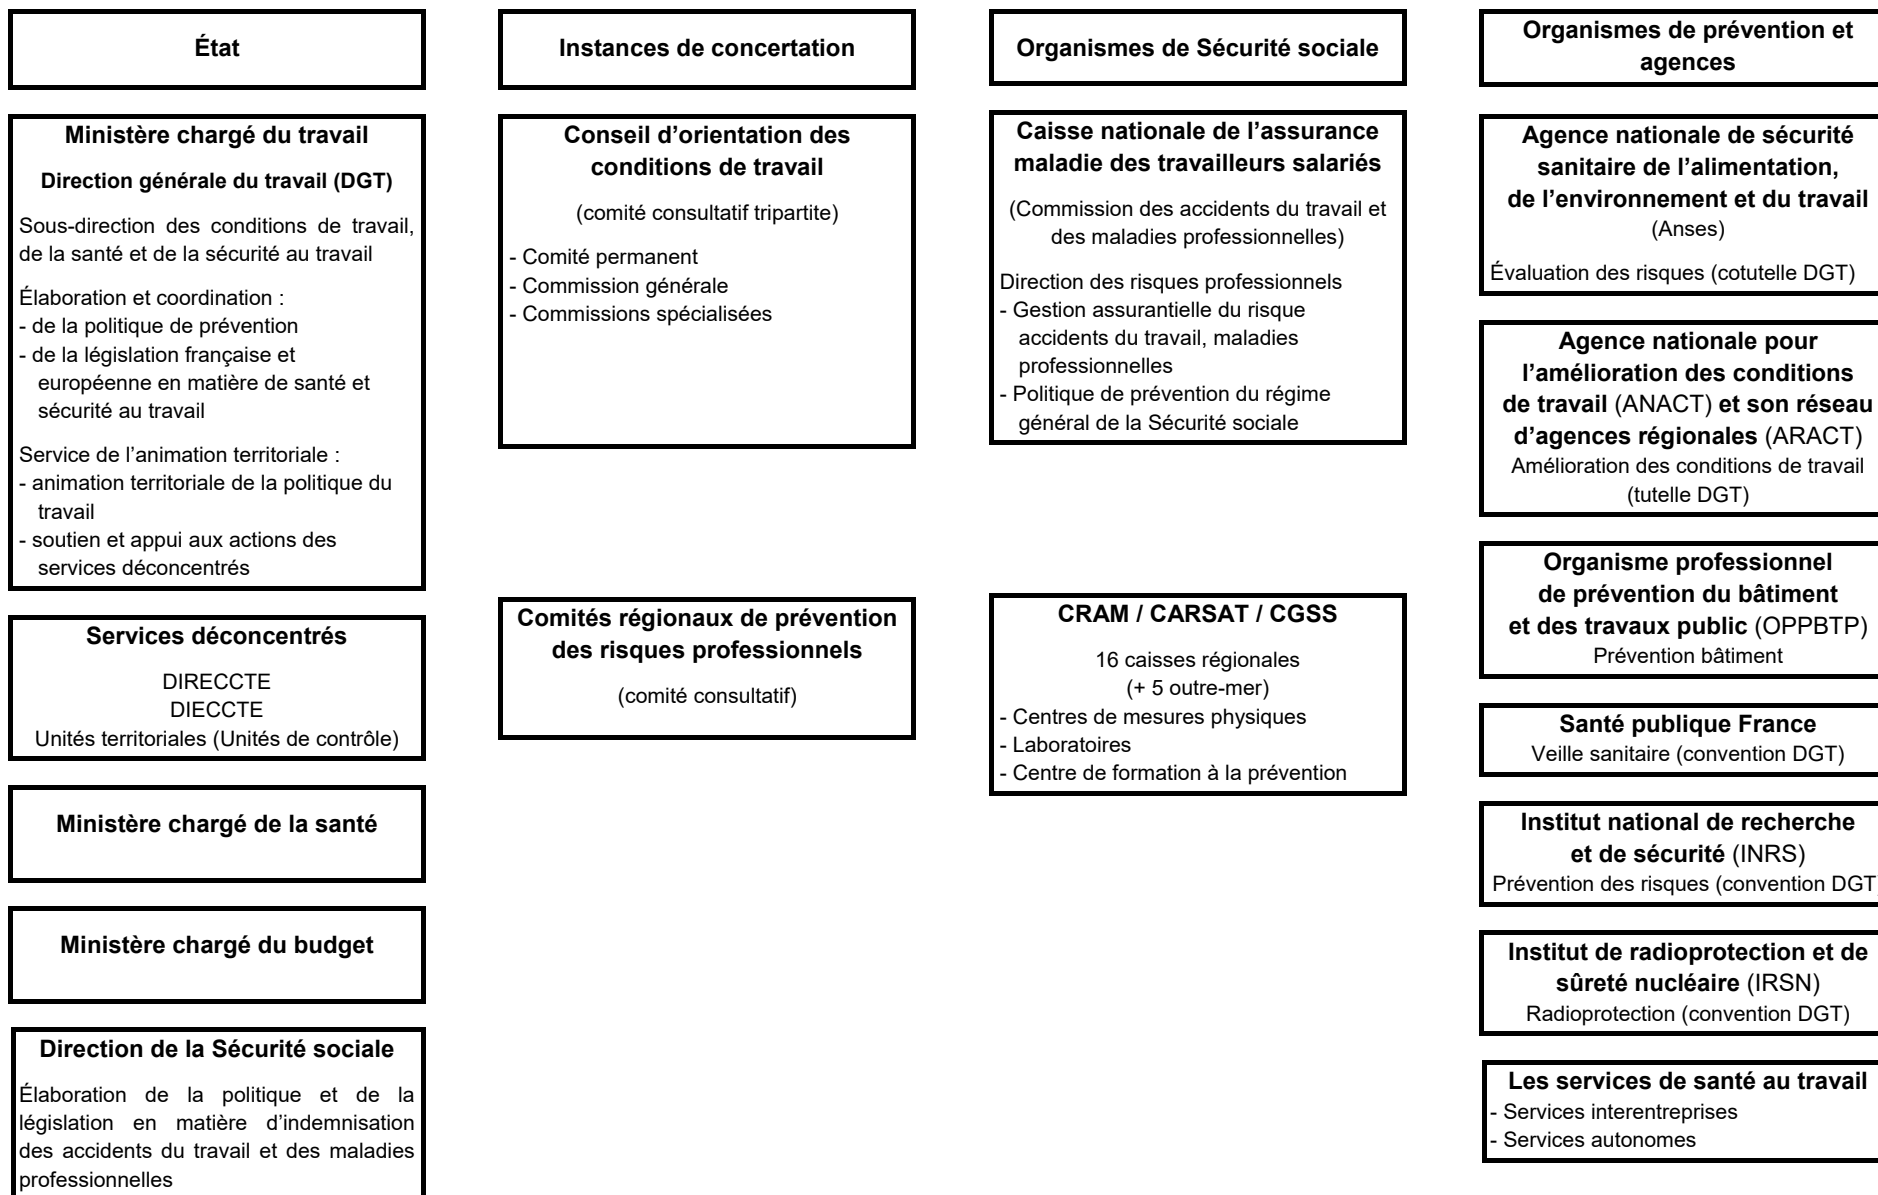 État
Ministère chargé du travail
Direction générale du travail (DGT)
Sous-direction des conditions de travail,
de la santé et de la sécurité au travail
Élaboration et coordination :
- de la politique de prévention
- de la législation française et
européenne en matière de santé et
sécurité au travail
Service de l’animation territoriale :
- animation territoriale de la politique du
travail
- soutien et appui aux actions des
services déconcentrés
Services déconcentrés
DIRECCTE
DIECCTE
Unités territoriales (Unités de contrôle)
Ministère chargé de la santé
Ministère chargé du budget
Direction de la Sécurité sociale
Élaboration de la politique et de la
législation en matière d’indemnisation
des accidents du travail et des maladies
professionnelles
Instances de concertation
Conseil d’orientation des
conditions de travail
(comité consultatif tripartite)
- Comité permanent
- Commission générale
- Commissions spécialisées
Comités régionaux de prévention
des risques professionnels
(comité consultatif)
Organismes de Sécurité sociale
Caisse nationale de l’assurance
maladie des travailleurs salariés
(Commission des accidents du travail et
des maladies professionnelles)
Direction des risques professionnels
- Gestion assurantielle du risque
accidents du travail, maladies
professionnelles
- Politique de prévention du régime
général de la Sécurité sociale
CRAM / CARSAT / CGSS
16 caisses régionales
(+ 5 outre-mer)
- Centres de mesures physiques
- Laboratoires
- Centre de formation à la prévention
Organismes de prévention et
agences
Agence nationale de sécurité
sanitaire de l’alimentation,
de l’environnement et du travail
(Anses)
Évaluation des risques (cotutelle DGT)
Agence nationale pour
l’amélioration des conditions
de travail (ANACT) et son réseau
d’agences régionales (ARACT)
Amélioration des conditions de travail
(tutelle DGT)
Organisme professionnel
de prévention du bâtiment
et des travaux public (OPPBTP)
Prévention bâtiment
Santé publique France
Veille sanitaire (convention DGT)
Institut national de recherche
et de sécurité (INRS)
Prévention des risques (convention DGT
Institut de radioprotection et de
sûreté nucléaire (IRSN)
Radioprotection (convention DGT)
Les services de santé au travail
- Services interentreprises
- Services autonomes